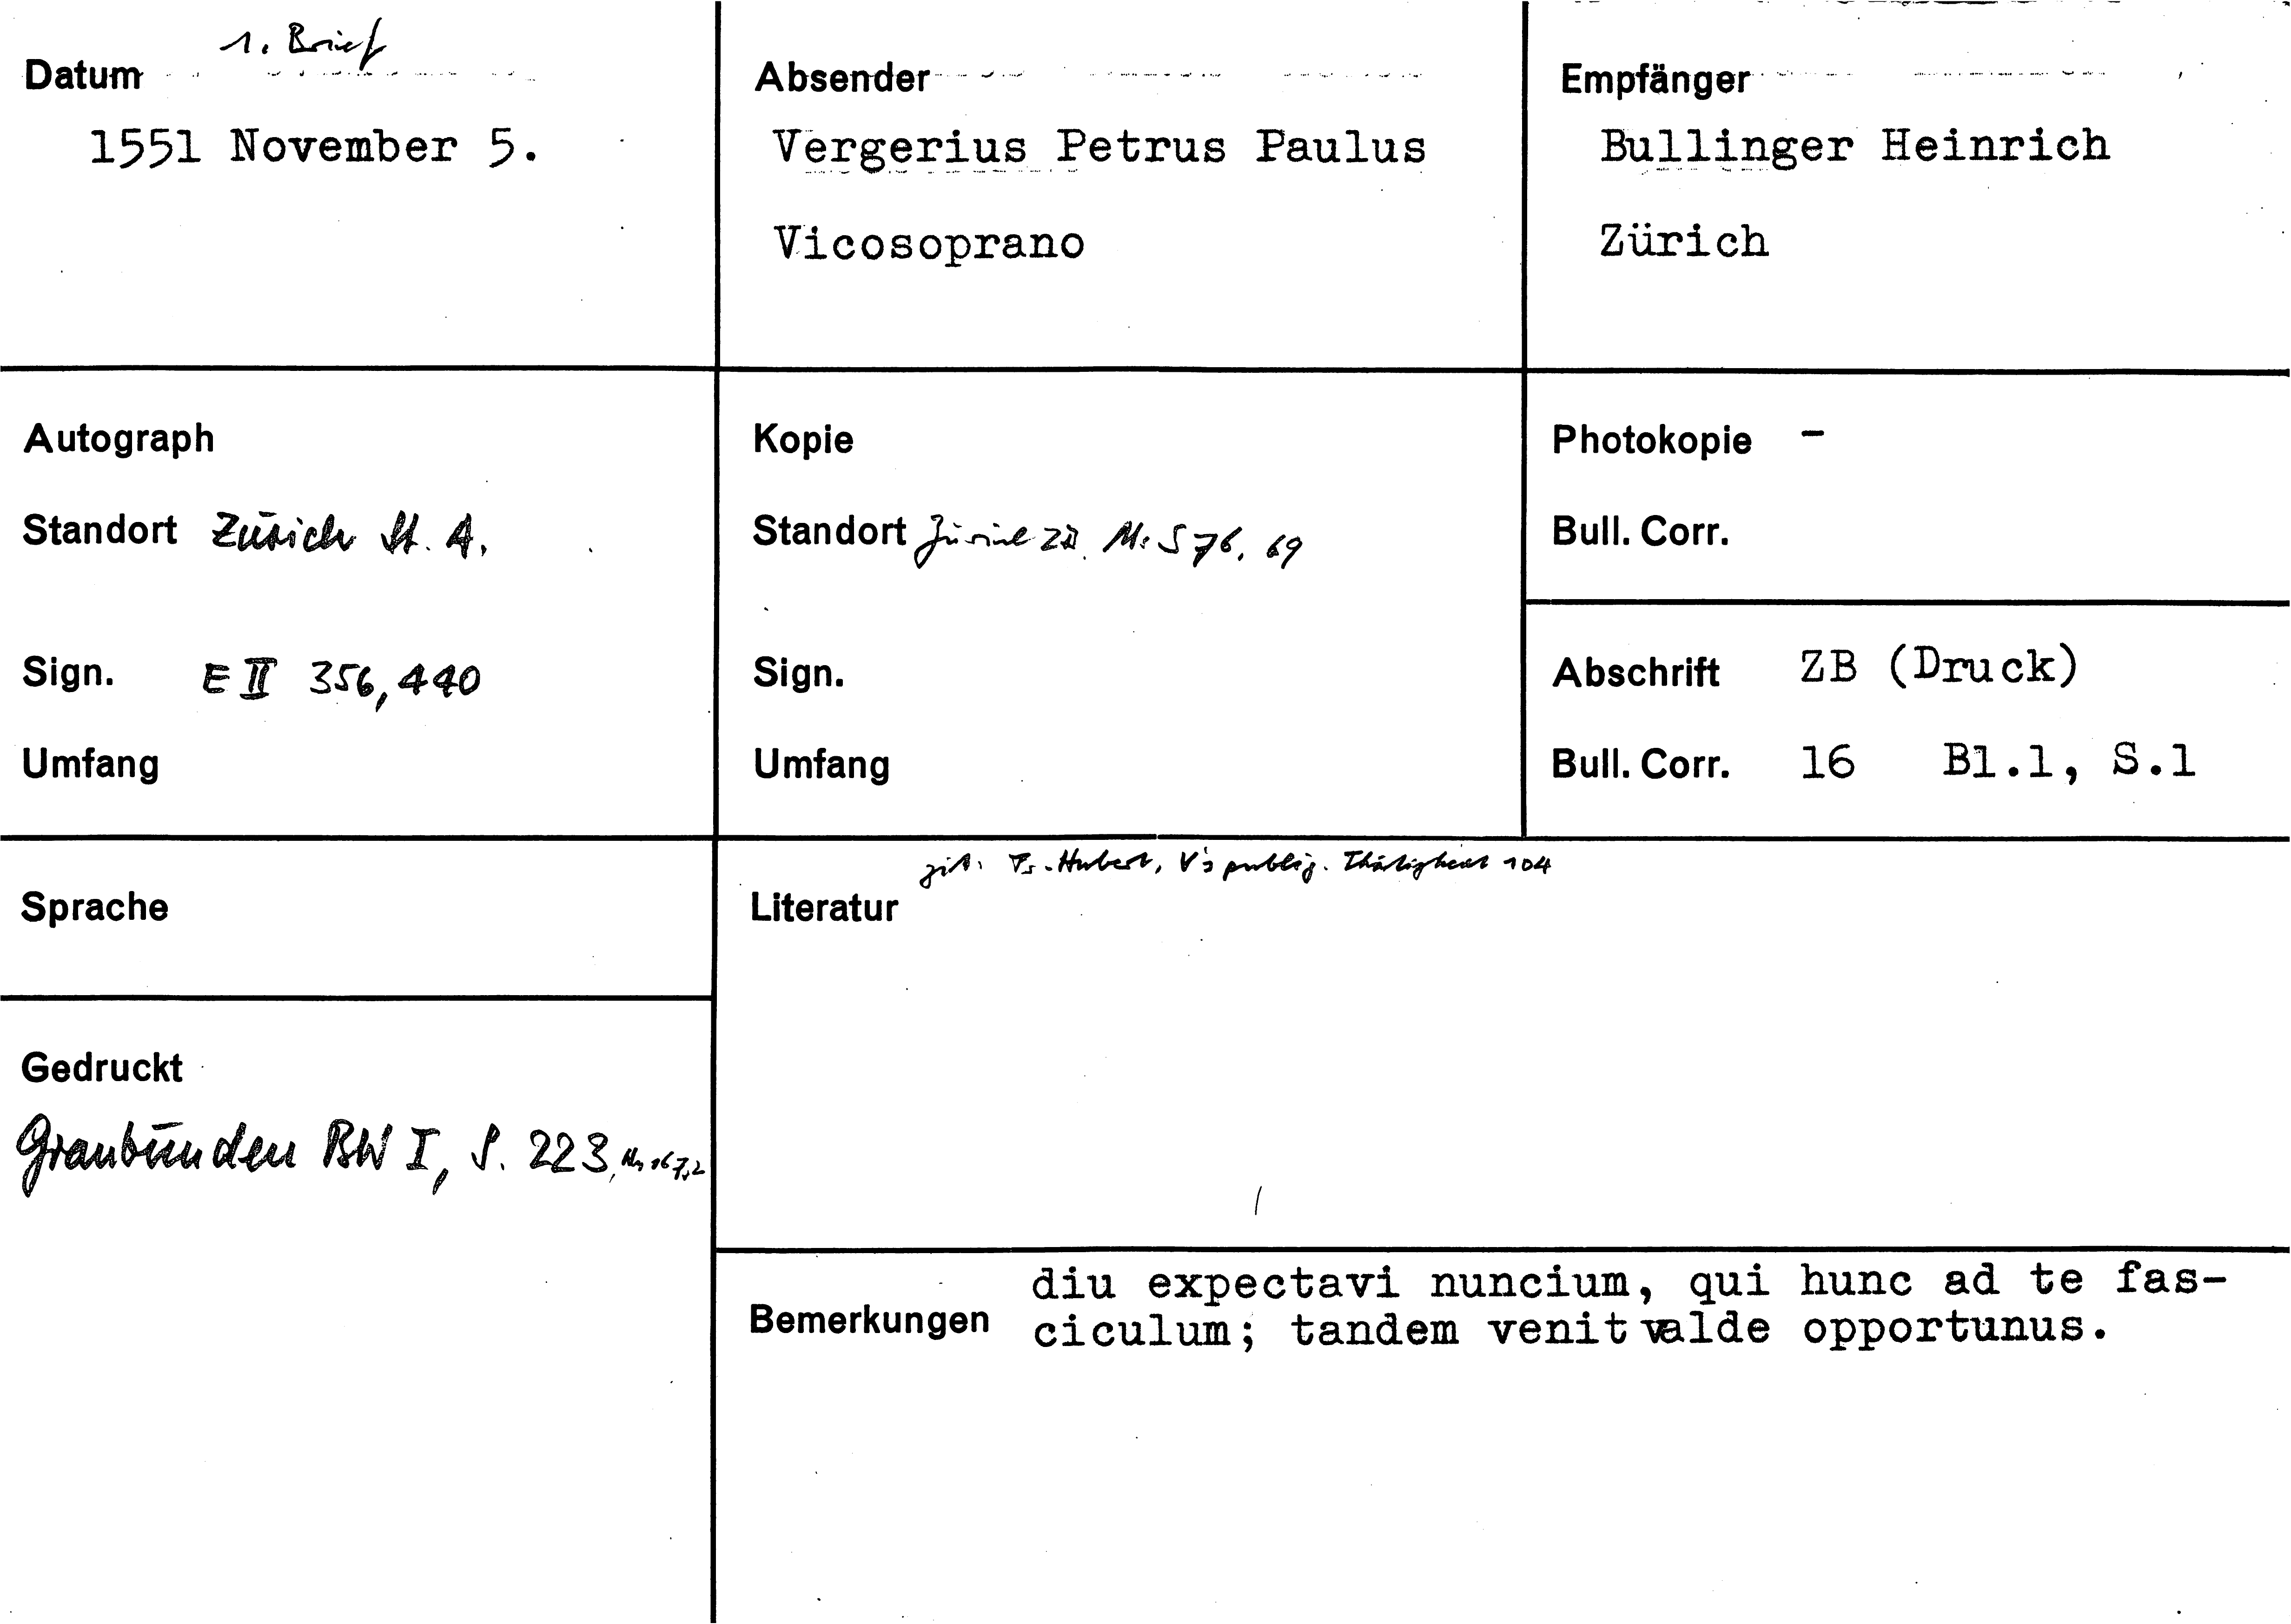 1. Brief
Datum
1551 November 5.
Absender
Vergerius Petrus Paulus
Vicosoprano
Empfänger
Bullinger Heinrich
Zürich
Autograph
Standort Zürich St. A.
Sign. E II 356,440
Umfang
Kopie
Standort Zürich ZB. Ms S 76, 69
Sign.
Umfang
Photokopie -
Bull. Corr.
Abschrift ZB (Druck)
Bull. Corr. 16 Bl.1, S.1
Sprache
Gedruckt
Graubünden BW I, S. 223, Nr 167,2
zit. Hubert, V's publiz. Thätigkeit 104
Literatur
Bemerkungen
diu expectavi nuncium, qui hunc ad te fas-
ciculum; tandem venit valde opportunus.